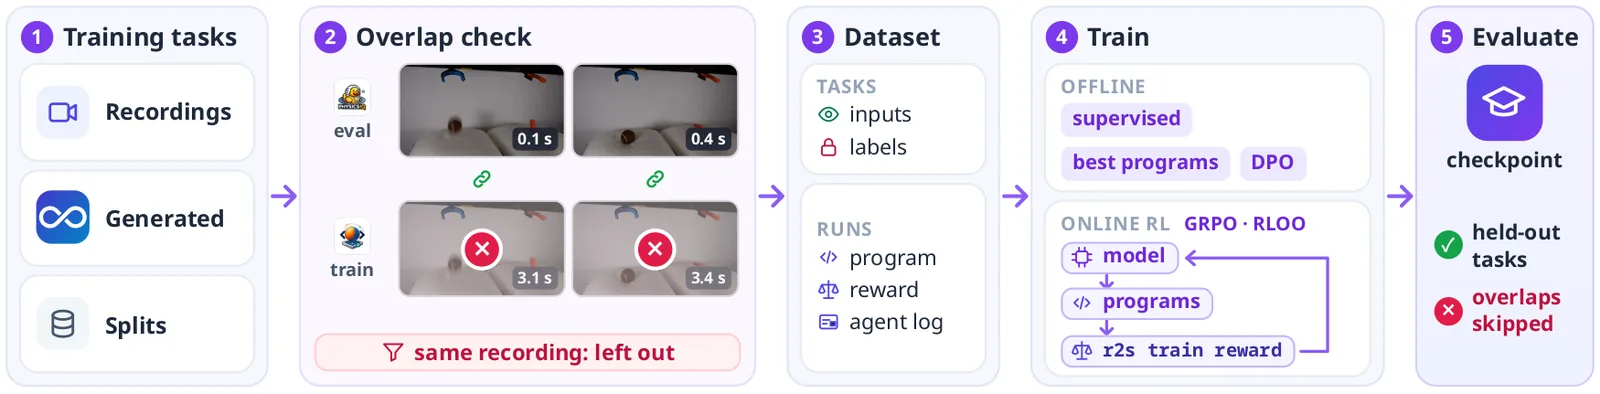 1 Training tasks
Recordings
Generated
Splits
2 Overlap check
eval
0.1 s
0.4 s
train
3.1 s
3.4 s
same recording: left out
3 Dataset
TASKS
inputs
labels
RUNS
program
reward
agent log
4 Train
OFFLINE
supervised
best programs
DPO
ONLINE RL GRPO · RLOO
model
programs
r2s train reward
5 Evaluate
checkpoint
held-out
tasks
overlaps
skipped